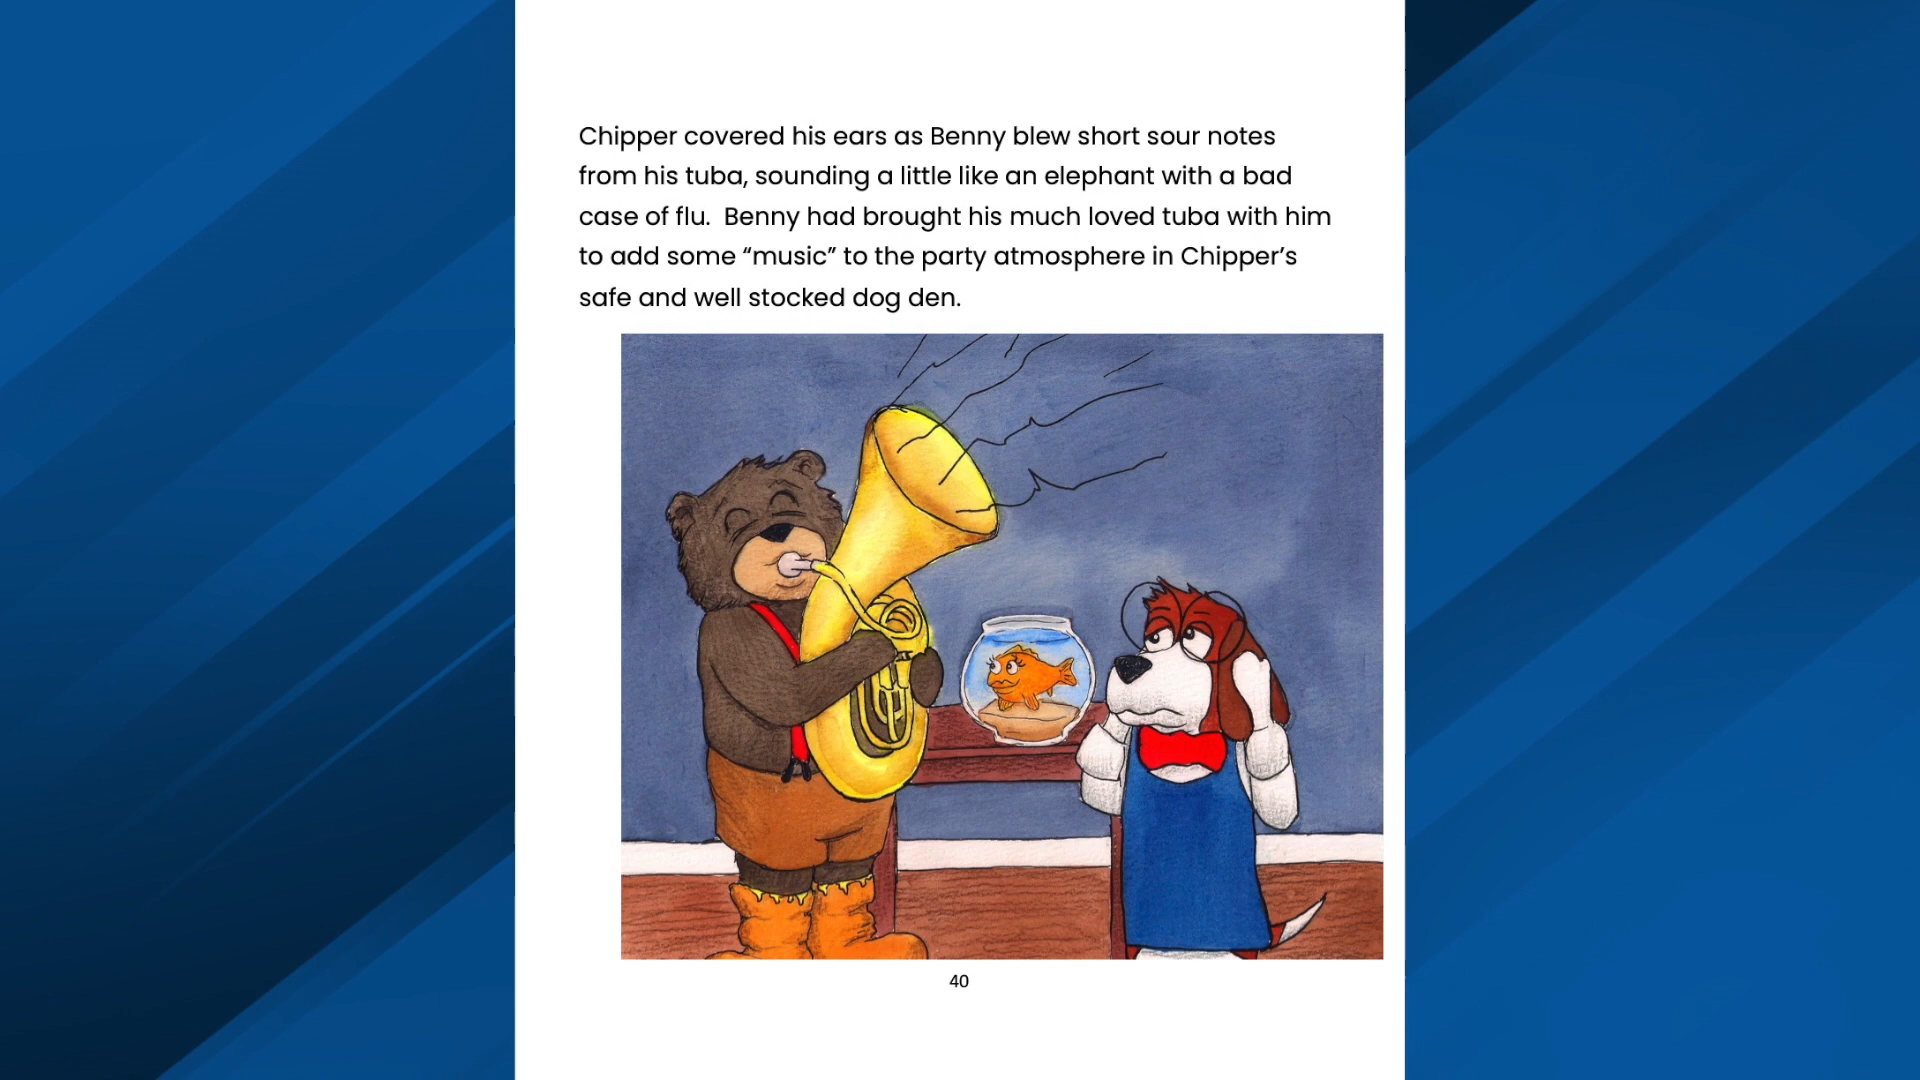 Chipper covered his ears as Benny blew short sour notes
from his tuba, sounding a little like an elephant with a bad
case of flu.  Benny had brought his much loved tuba with him
to add some “music” to the party atmosphere in Chipper’s
safe and well stocked dog den.
40